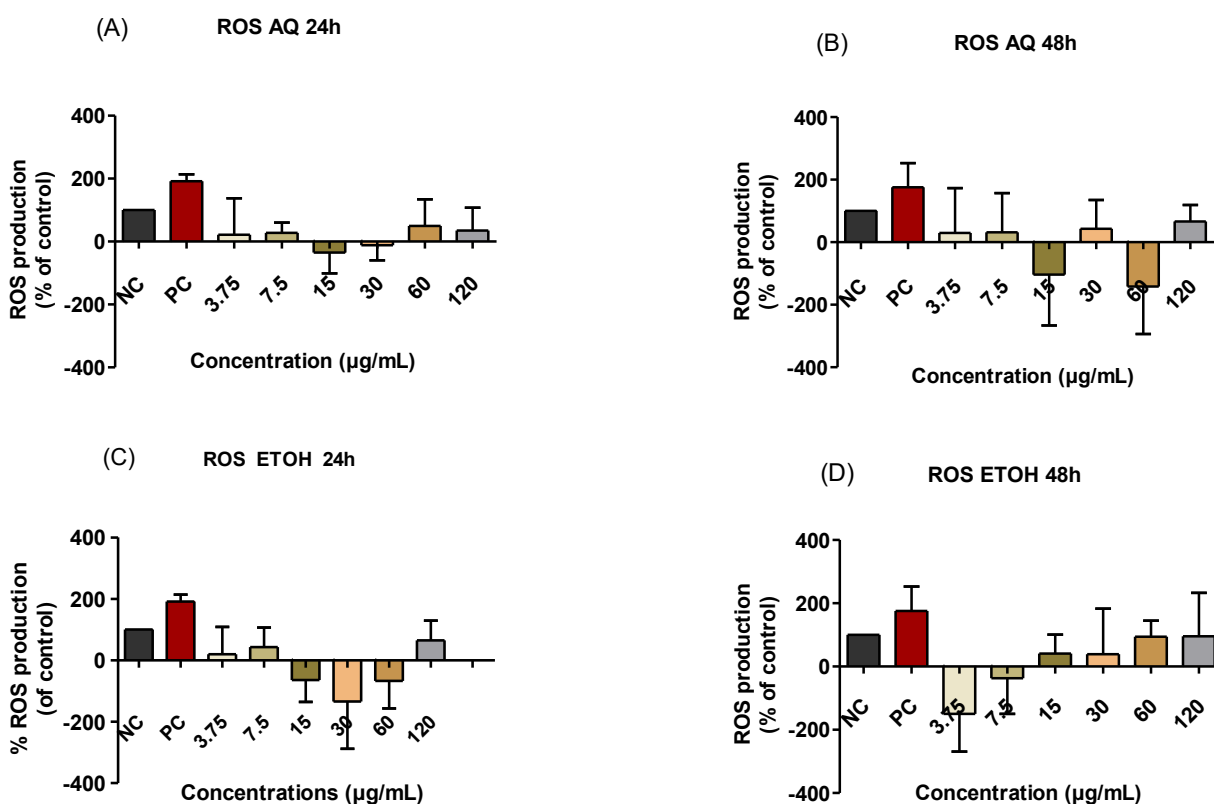 (A)
ROS AQ 24h
ROS production
(% of control)
400
200
0
-200
-400
NC
PC
3.75
7.5
15
30
60
120
Concentration (µg/mL)
(B)
ROS AQ 48h
ROS production
(% of control)
400
200
0
-200
-400
NC
PC
3.75
7.5
15
30
60
120
Concentration (µg/mL)
(C)
ROS ETOH 24h
% ROS production
(of control)
400
200
0
-200
-400
NC
PC
3.75
7.5
15
30
60
120
Concentrations (µg/mL)
(D)
ROS ETOH 48h
ROS production
(% of control)
400
200
0
-200
-400
NC
PC
3.75
7.5
15
30
60
120
Concentration (µg/mL)